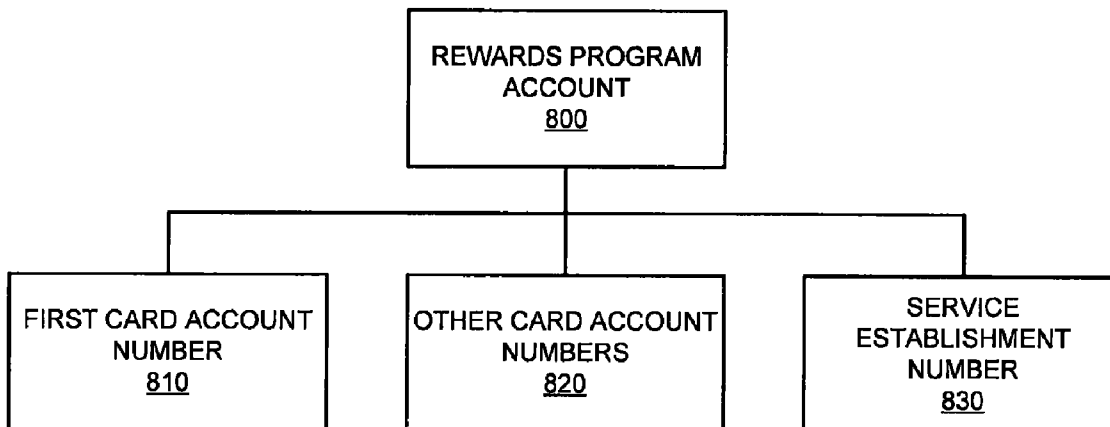 REWARDS PROGRAM
ACCOUNT
800
FIRST CARD ACCOUNT
NUMBER
810
OTHER CARD ACCOUNT
NUMBERS
820
SERVICE
ESTABLISHMENT
NUMBER
830